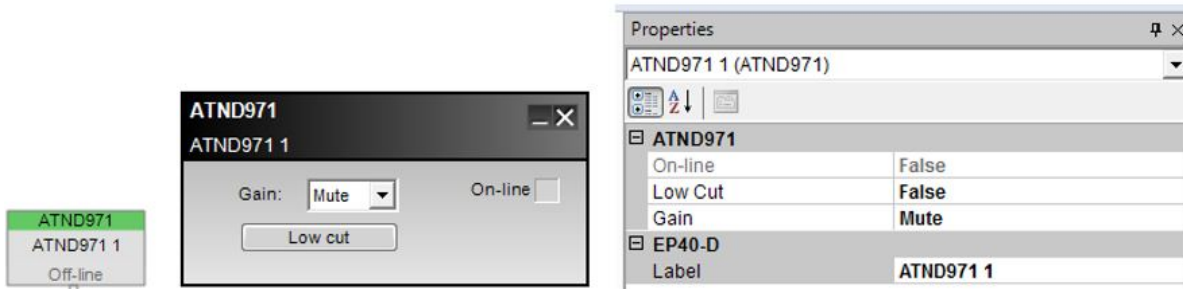 ATND971
ATND971 1
Off-line
ATND971
ATND971 1
Gain: Mute On-line
Low cut
Properties
ATND971 1 (ATND971)
A Z
ATND971
On-line False
Low Cut False
Gain Mute
EP40-D
Label ATND971 1